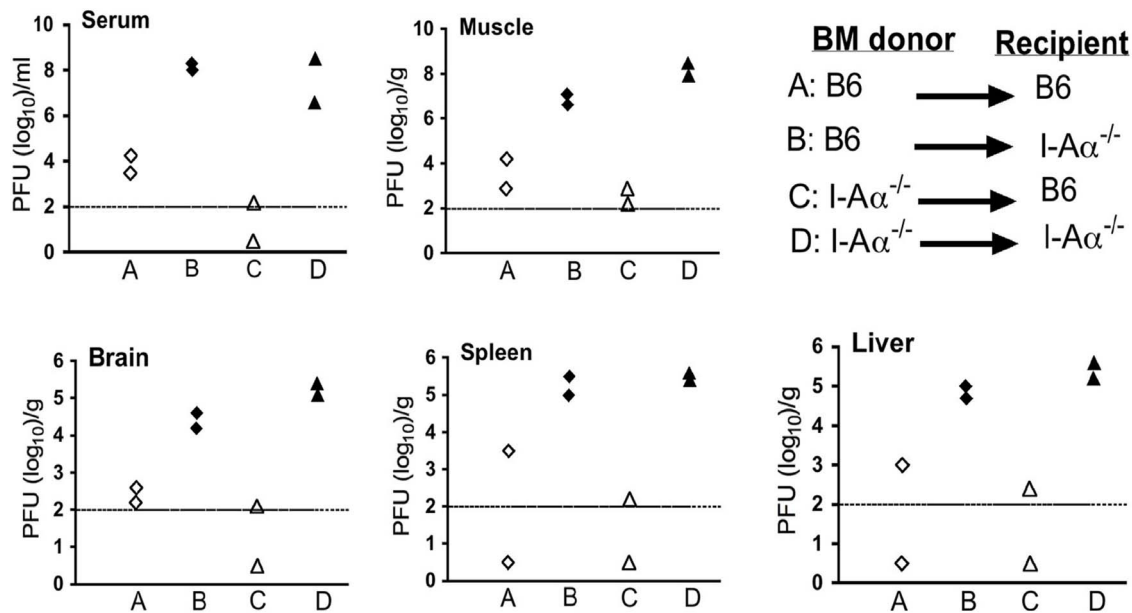 Serum
PFU (log10)/ml
10
8
6
4
2
0
A B C D
Muscle
PFU (log10)/g
10
8
6
4
2
0
A B C D
BM donor Recipient
A: B6 B6
B: B6 I-Aα-/-
C: I-Aα-/- B6
D: I-Aα-/- I-Aα-/-
Brain
PFU (log10)/g
6
5
4
3
2
1
0
A B C D
Spleen
PFU (log10)/g
6
5
4
3
2
1
0
A B C D
Liver
PFU (log10)/g
6
5
4
3
2
1
0
A B C D